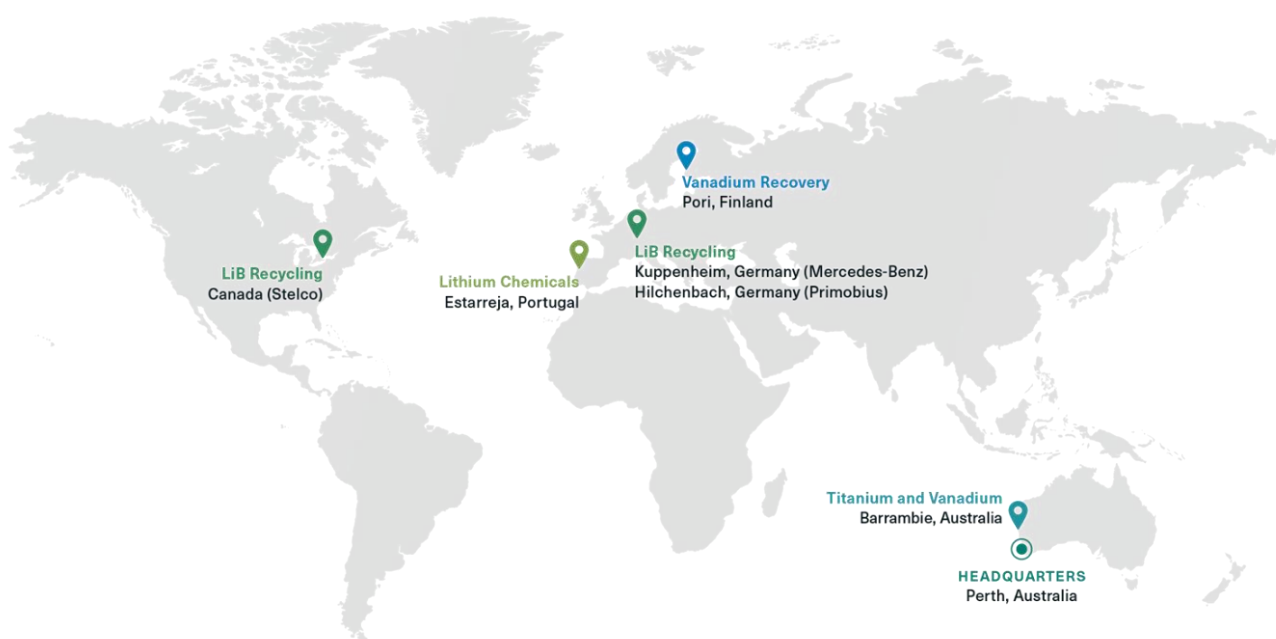 Vanadium Recovery
Pori, Finland
LiB Recycling
Kuppenheim, Germany (Mercedes-Benz)
Hilchenbach, Germany (Primobius)
LiB Recycling
Canada (Stelco)
Lithium Chemicals
Estarreja, Portugal
Titanium and Vanadium
Barrambie, Australia
HEADQUARTERS
Perth, Australia